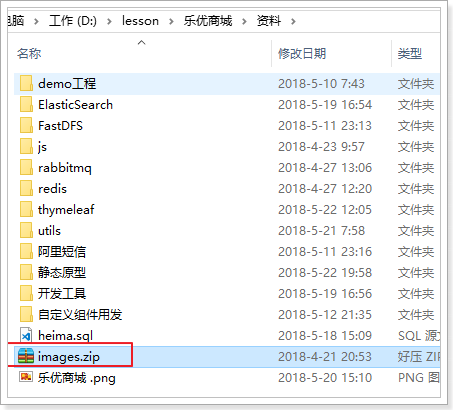 电脑 › 工作 (D:) › lesson › 乐优商城 › 资料 ›
名称 修改日期 类型
demo工程 2018-5-10 7:43 文件夹
ElasticSearch 2018-5-19 16:54 文件夹
FastDFS 2018-5-11 23:13 文件夹
js 2018-4-23 9:57 文件夹
rabbitmq 2018-4-27 13:06 文件夹
redis 2018-4-27 12:20 文件夹
thymeleaf 2018-5-22 12:05 文件夹
utils 2018-5-21 7:58 文件夹
阿里短信 2018-5-11 23:16 文件夹
静态原型 2018-5-22 19:58 文件夹
开发工具 2018-5-19 16:56 文件夹
自定义组件用发 2018-5-12 21:35 文件夹
heima.sql 2018-5-18 15:09 SQL 源文
images.zip 2018-4-21 20:53 好压 ZIP
乐优商城 .png 2018-5-20 15:10 PNG 图